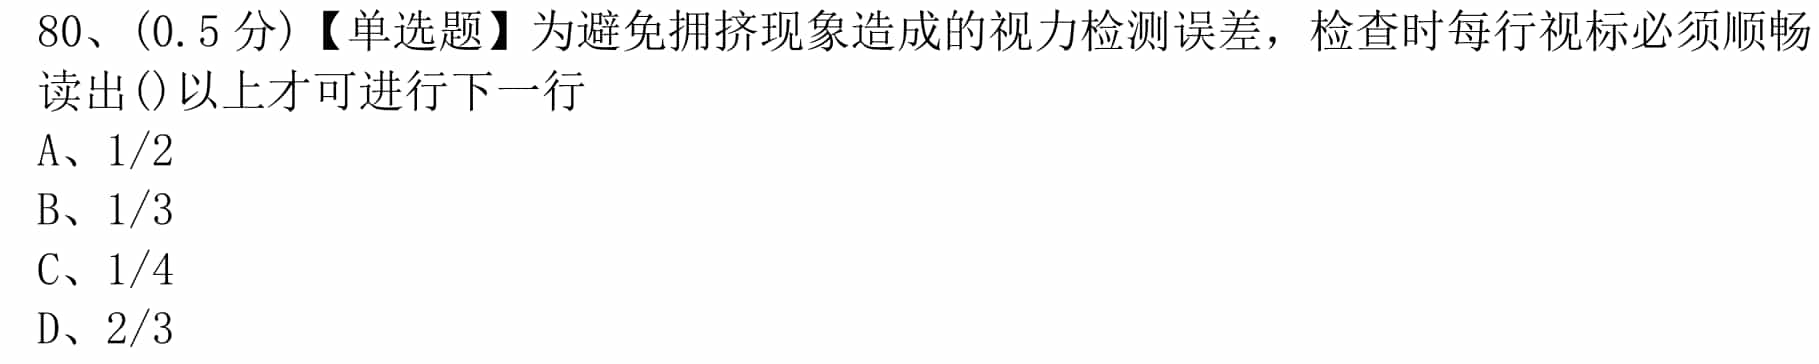 80、(0.5 分)【单选题】为避免拥挤现象造成的视力检测误差，检查时每行视标必须顺畅
读出()以上才可进行下一行
A、1/2
B、1/3
C、1/4
D、2/3